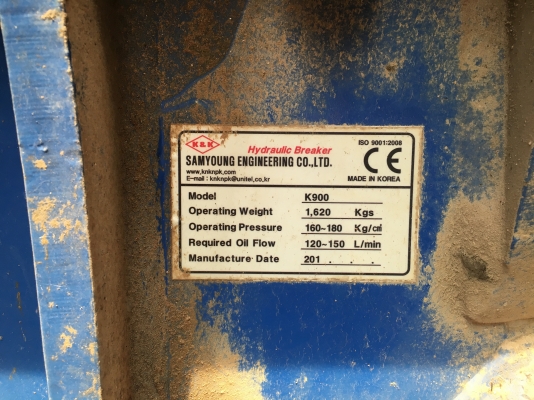 K&K
Hydraulic Breaker
ISO 9001:2008
SAMYOUNG ENGINEERING CO.,LTD.
CE
www.knknpk.com
E-mail : knknpk@unitel,co,kr
MADE IN KOREA
Model K900
Operating Weight 1,620 Kgs
Operating Pressure 160~180 Kg/㎠
Required Oil Flow 120~150 L/min
Manufacture Date 201 . . .